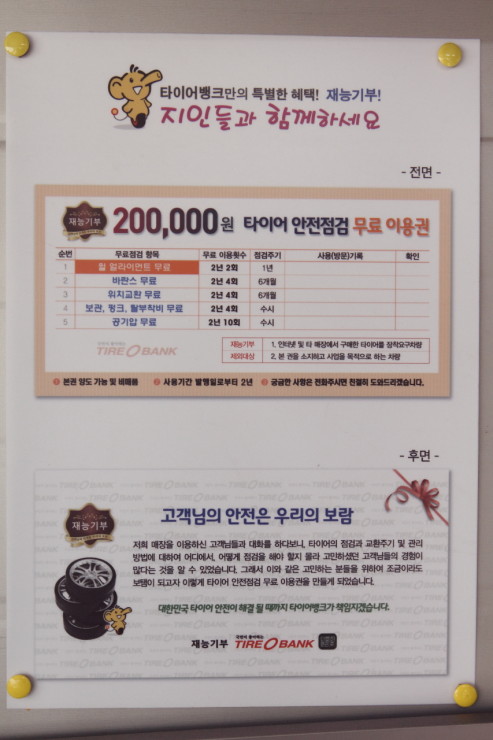 타이어뱅크만의 특별한 혜택! 재능기부!
지인들과 함께하세요
- 전면 -
재능기부
200,000원 타이어 안전점검 무료 이용권
순번 무료점검 항목 무료 이용횟수 점검주기 사용(방문)기록 확인
1 휠 얼라이먼트 무료 2년 2회 1년
2 바란스 무료 2년 4회 6개월
3 위치교환 무료 2년 4회 6개월
4 보관, 펑크, 탈부착비 무료 2년 4회 수시
5 공기압 무료 2년 10회 수시
TIRE BANK
재능기부 제외대상
1. 인터넷 및 타 매장에서 구매한 타이어를 장착요구차량
2. 본 권을 소지하고 사업을 목적으로 하는 차량
❶ 본권 양도 가능 및 비매품 ❷ 사용기간 발행일로부터 2년 ❸ 궁금한 사항은 전화주시면 친절히 도와드리겠습니다.
- 후면 -
재능기부
고객님의 안전은 우리의 보람
저희 매장을 이용하신 고객님들과 대화를 하다보니, 타이어의 점검과 교환주기 및 관리
방법에 대하여 어디에서, 어떻게 점검을 해야 할지 몰라 고민하셨던 고객님들의 경험이
많다는 것을 알 수 있었습니다. 그래서 이와 같은 고민하는 분들을 위하여 조금이라도
보탬이 되고자 이렇게 타이어 안전점검 무료 이용권을 만들게 되었습니다.
대한민국 타이어 안전이 해결 될 때까지 타이어뱅크가 책임지겠습니다.
재능기부 TIRE BANK